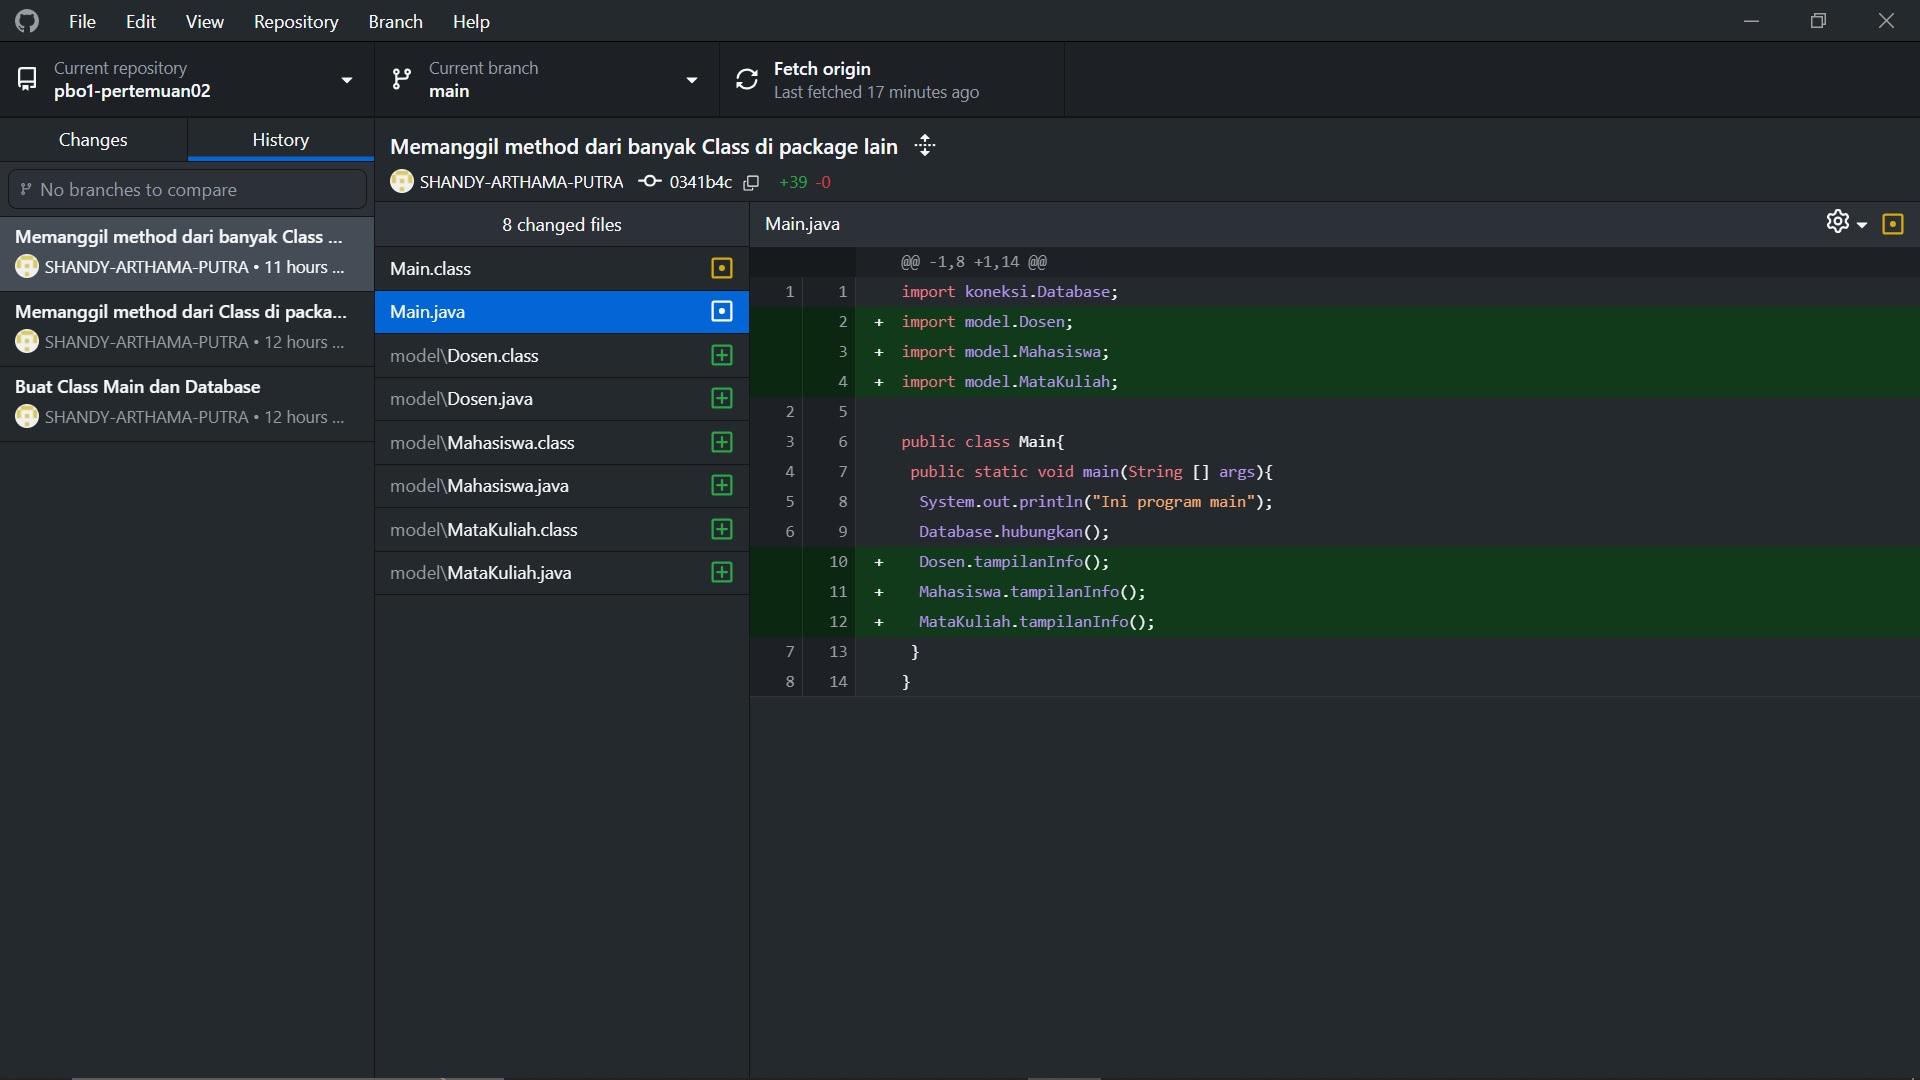 File Edit View Repository Branch Help
Current repository
pbo1-pertemuan02
Current branch
main
Fetch origin
Last fetched 17 minutes ago
Changes History
No branches to compare
Memanggil method dari banyak Class ...
SHANDY-ARTHAMA-PUTRA • 11 hours ...
Memanggil method dari Class di packa...
SHANDY-ARTHAMA-PUTRA • 12 hours ...
Buat Class Main dan Database
SHANDY-ARTHAMA-PUTRA • 12 hours ...
Memanggil method dari banyak Class di package lain
SHANDY-ARTHAMA-PUTRA 0341b4c +39 -0
8 changed files
Main.class
Main.java
model\Dosen.class
model\Dosen.java
model\Mahasiswa.class
model\Mahasiswa.java
model\MataKuliah.class
model\MataKuliah.java
Main.java
@@ -1,8 +1,14 @@
1 1 import koneksi.Database;
2 + import model.Dosen;
3 + import model.Mahasiswa;
4 + import model.MataKuliah;
2 5
3 6 public class Main{
4 7 public static void main(String [] args){
5 8 System.out.println("Ini program main");
6 9 Database.hubungkan();
10 + Dosen.tampilanInfo();
11 + Mahasiswa.tampilanInfo();
12 + MataKuliah.tampilanInfo();
7 13 }
8 14 }